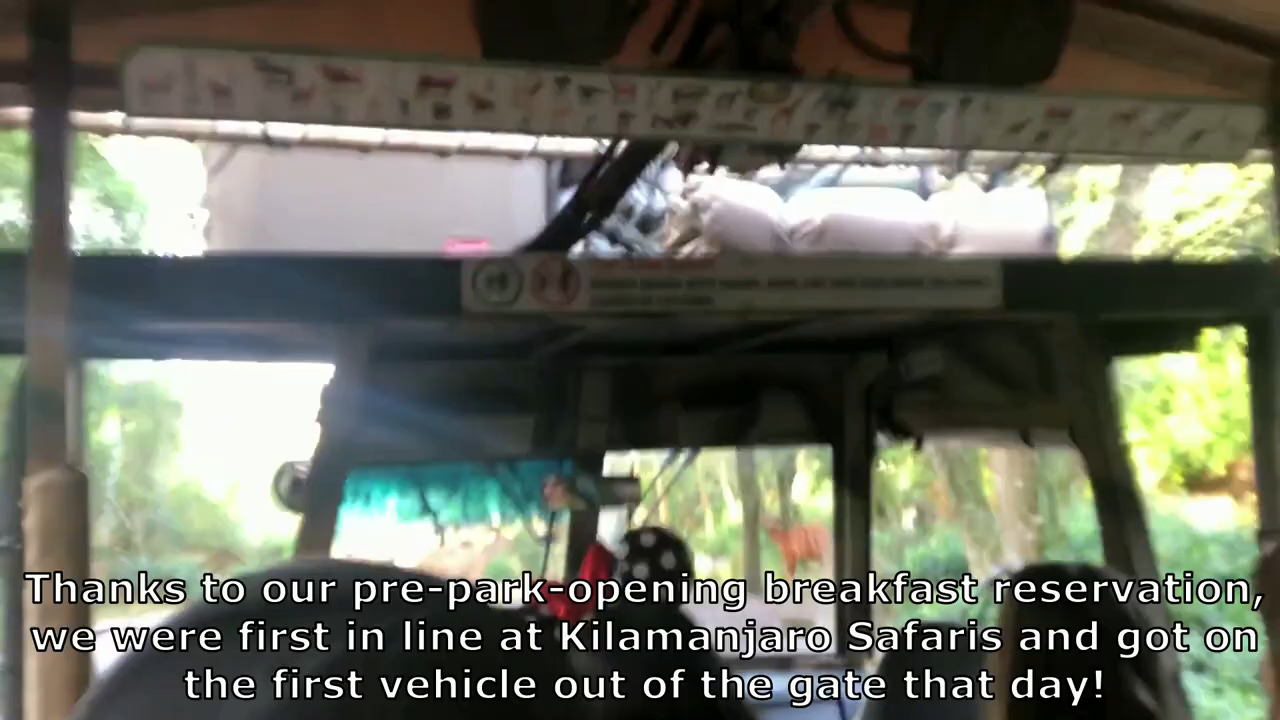 Thanks to our pre-park-opening breakfast reservation,
we were first in line at Kilamanjaro Safaris and got on
the first vehicle out of the gate that day!